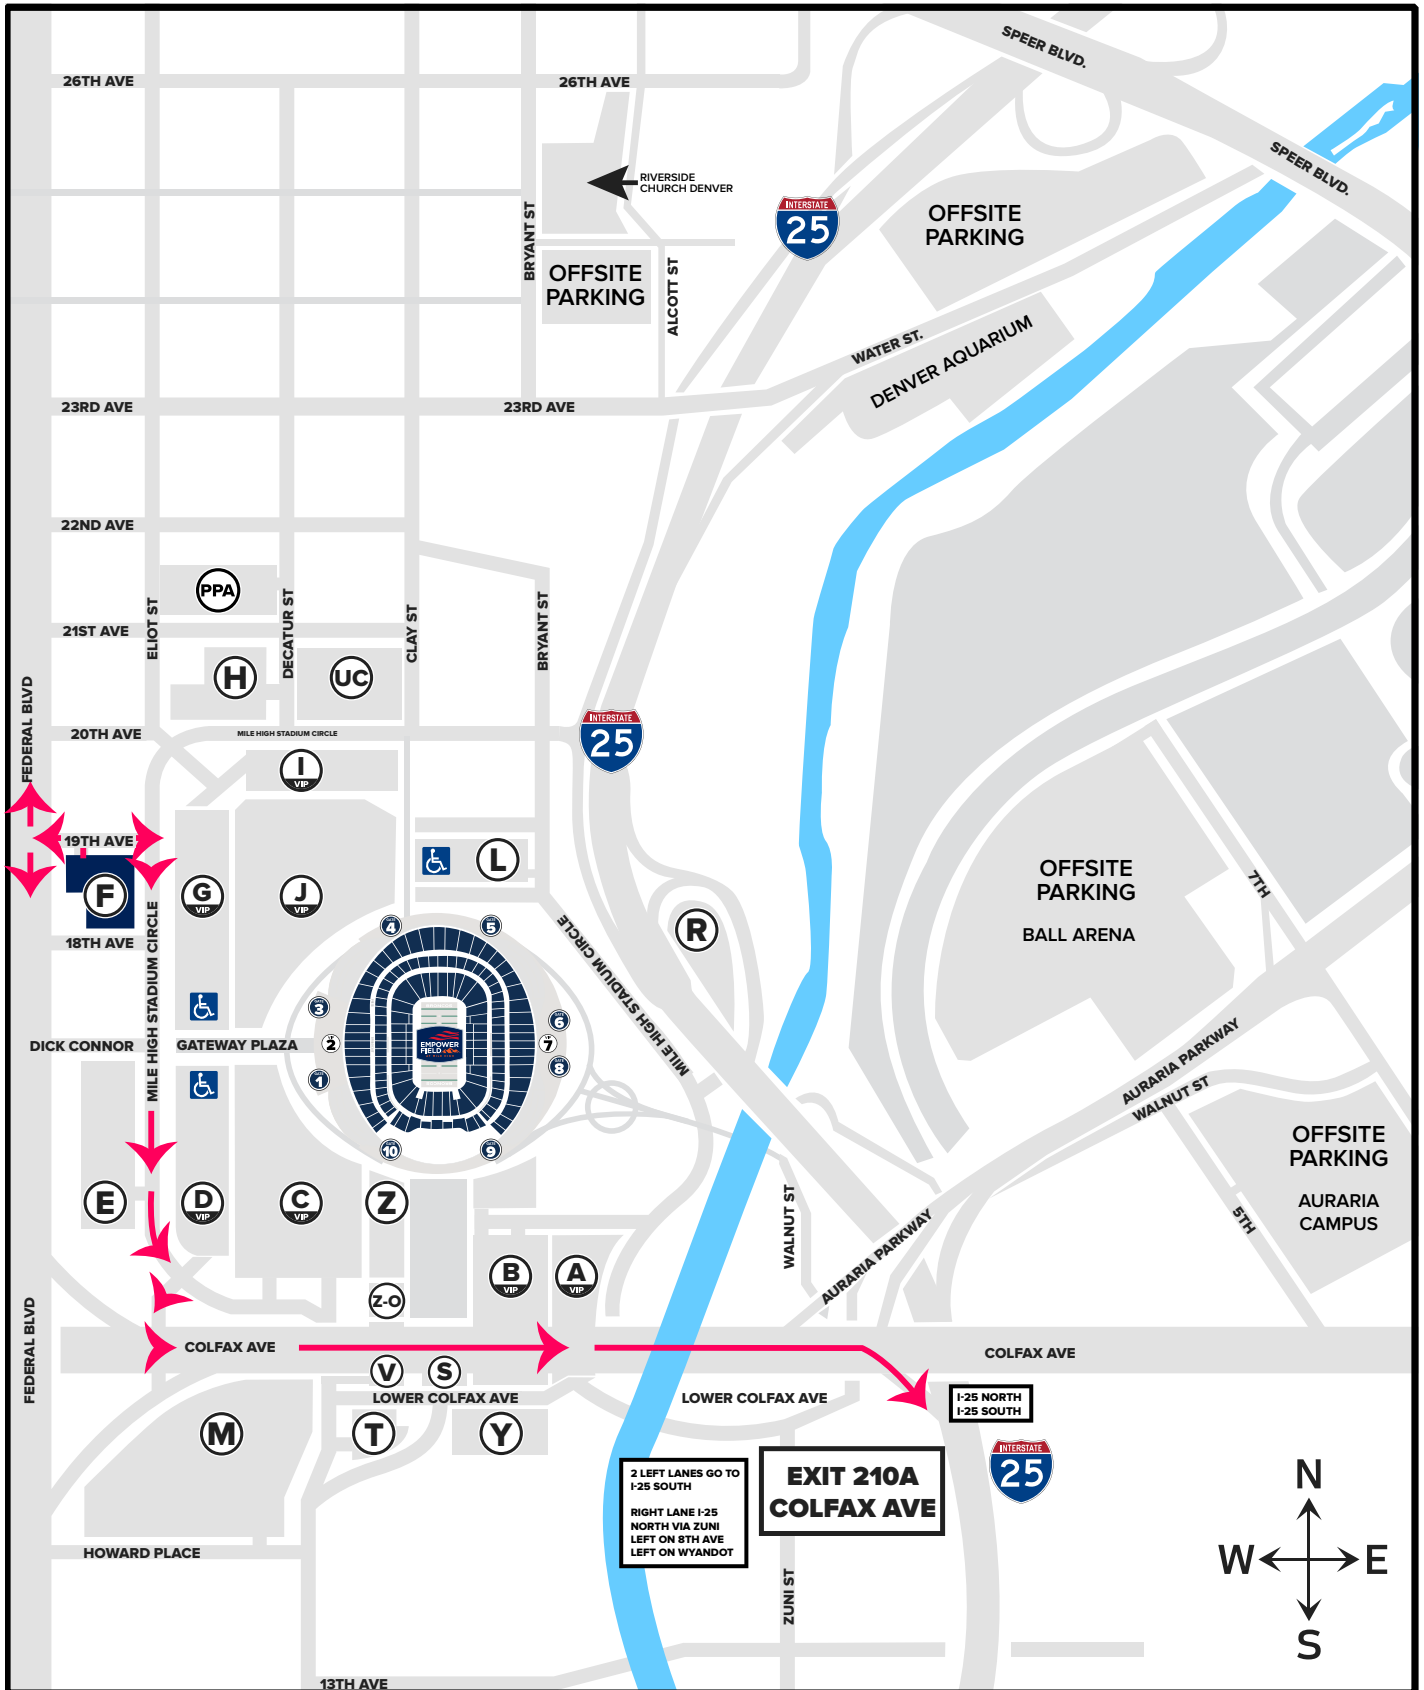 SPEER BLVD.
26TH AVE
26TH AVE
SPEER BLVD.
RIVERSIDE
CHURCH DENVER
BRYANT ST
INTERSTATE
25
OFFSITE
PARKING
OFFSITE
PARKING
ALCOTT ST
WATER ST.
DENVER AQUARIUM
23RD AVE
23RD AVE
22ND AVE
PPA
ELIOT ST
DECATUR ST
CLAY ST
BRYANT ST
21ST AVE
H
UC
FEDERAL BLVD
20TH AVE
MILE HIGH STADIUM CIRCLE
INTERSTATE
25
I
VIP
19TH AVE
L
F
G
VIP
J
VIP
OFFSITE
PARKING
BALL ARENA
7TH
18TH AVE
MILE HIGH STADIUM CIRCLE
4
5
R
MILE HIGH STADIUM CIRCLE
3
6
DICK CONNOR
GATEWAY PLAZA
2
EMPOWER
FIELD
7
1
8
AURARIA PARKWAY
WALNUT ST
10
9
OFFSITE
PARKING
AURARIA
CAMPUS
E
D
VIP
C
VIP
Z
WALNUT ST
5TH
AURARIA PARKWAY
B
VIP
A
VIP
Z-O
FEDERAL BLVD
COLFAX AVE
COLFAX AVE
V
S
LOWER COLFAX AVE
LOWER COLFAX AVE
I-25 NORTH
I-25 SOUTH
M
T
Y
INTERSTATE
25
2 LEFT LANES GO TO
I-25 SOUTH
RIGHT LANE I-25
NORTH VIA ZUNI
LEFT ON 8TH AVE
LEFT ON WYANDOT
EXIT 210A
COLFAX AVE
N
W
E
S
HOWARD PLACE
ZUNI ST
13TH AVE